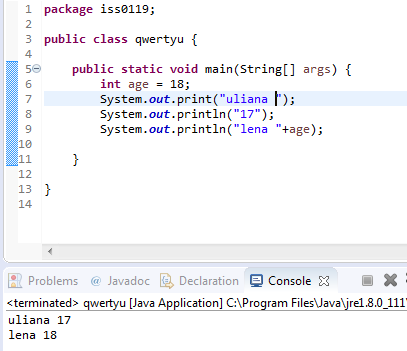 1 package iss0119;
2
3 public class qwertyu {
4
5 public static void main(String[] args) {
6 int age = 18;
7 System.out.print("uliana ");
8 System.out.println("17");
9 System.out.println("lena "+age);
10
11 }
12
13 }
14
Problems @ Javadoc Declaration Console
<terminated> qwertyu [Java Application] C:\Program Files\Java\jre1.8.0_111\
uliana 17
lena 18